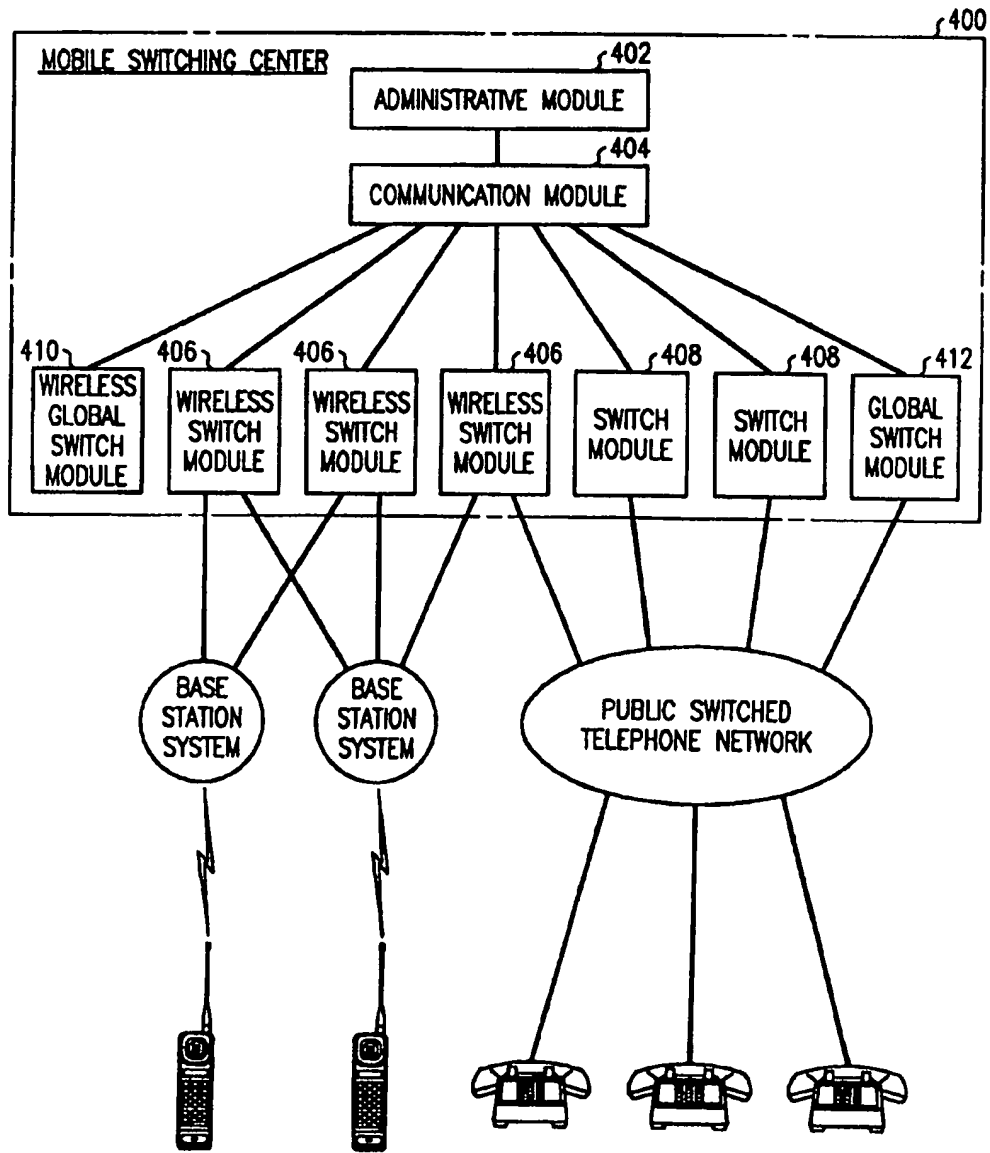 400
MOBILE SWITCHING CENTER
402
ADMINISTRATIVE MODULE
404
COMMUNICATION MODULE
410
WIRELESS
GLOBAL
SWITCH
MODULE
406
WIRELESS
SWITCH
MODULE
406
WIRELESS
SWITCH
MODULE
406
WIRELESS
SWITCH
MODULE
408
SWITCH
MODULE
408
SWITCH
MODULE
412
GLOBAL
SWITCH
MODULE
BASE
STATION
SYSTEM
BASE
STATION
SYSTEM
PUBLIC SWITCHED
TELEPHONE NETWORK